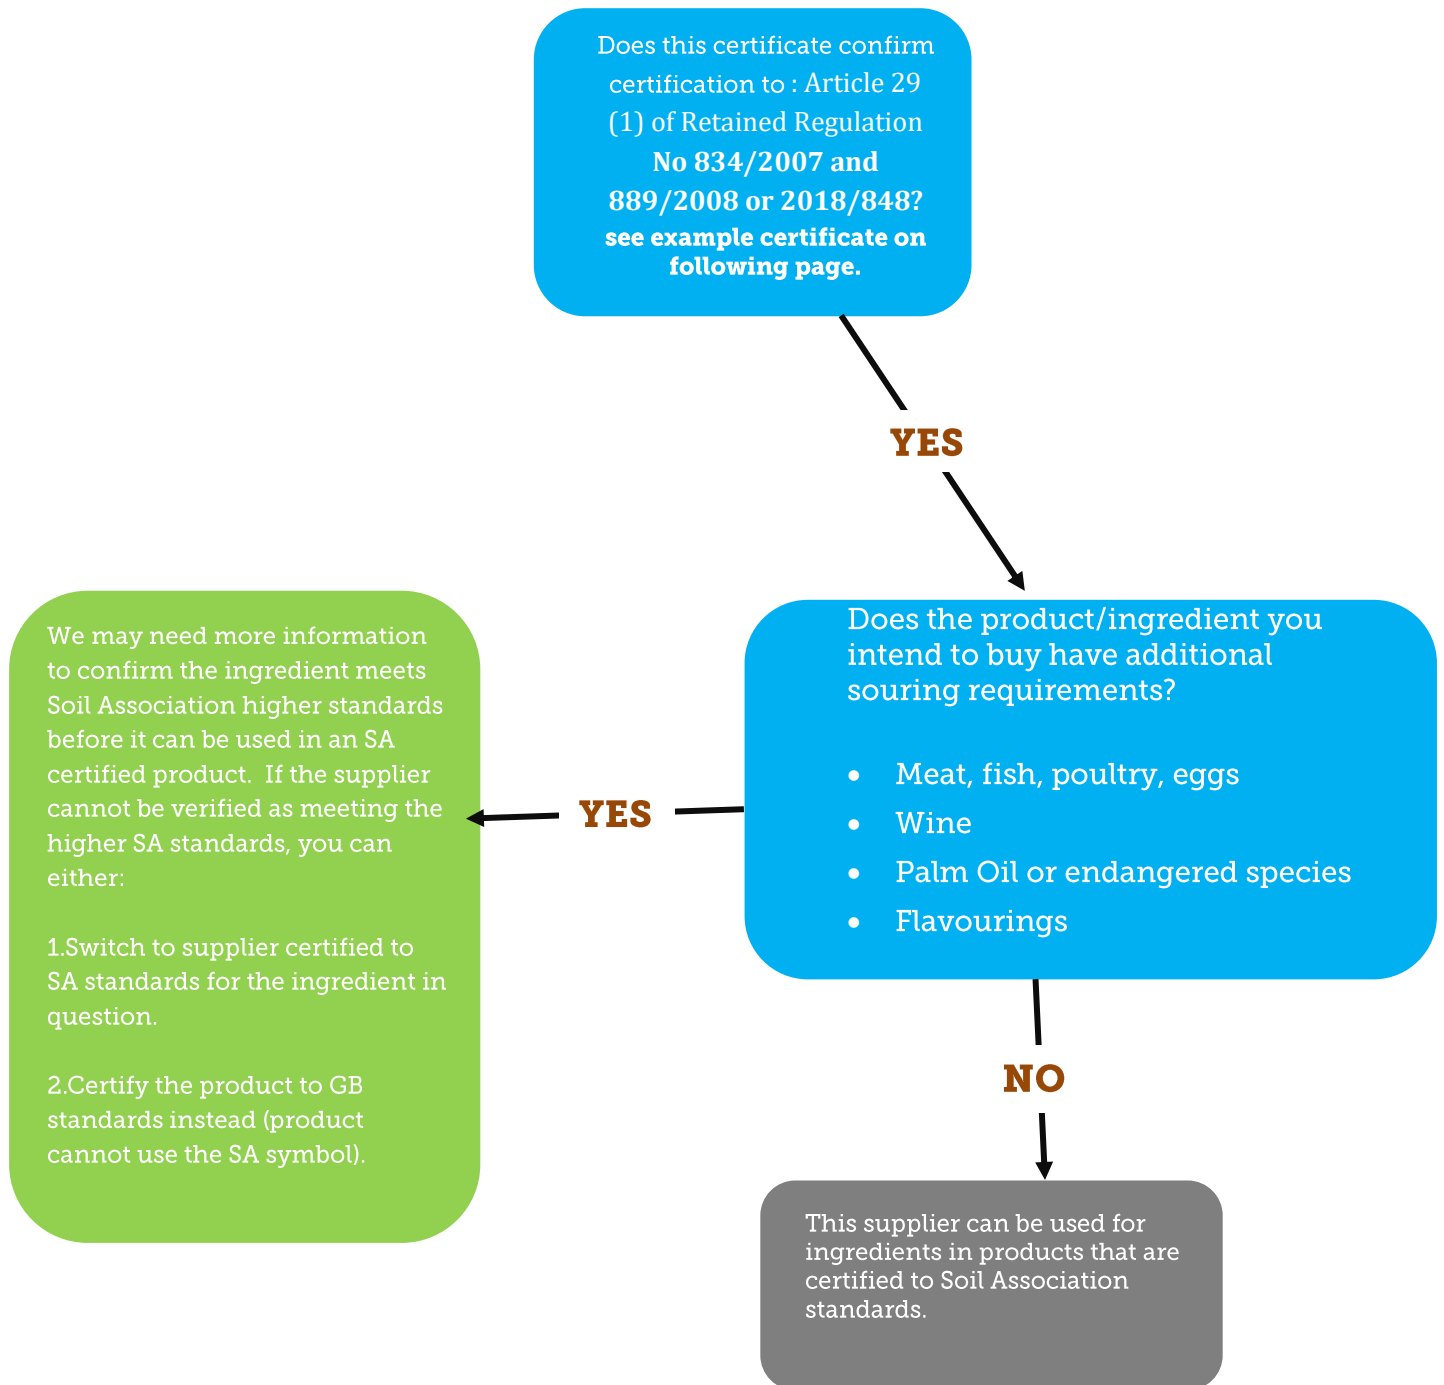 Does this certificate confirm
certification to : Article 29
(1) of Retained Regulation
No 834/2007 and
889/2008 or 2018/848?
see example certificate on
following page.
YES
Does the product/ingredient you
intend to buy have additional
souring requirements?
• Meat, fish, poultry, eggs
• Wine
• Palm Oil or endangered species
• Flavourings
YES
We may need more information
to confirm the ingredient meets
Soil Association higher standards
before it can be used in an SA
certified product.  If the supplier
cannot be verified as meeting the
higher SA standards, you can
either:
1.Switch to supplier certified to
SA standards for the ingredient in
question.
2.Certify the product to GB
standards instead (product
cannot use the SA symbol).
NO
This supplier can be used for
ingredients in products that are
certified to Soil Association
standards.